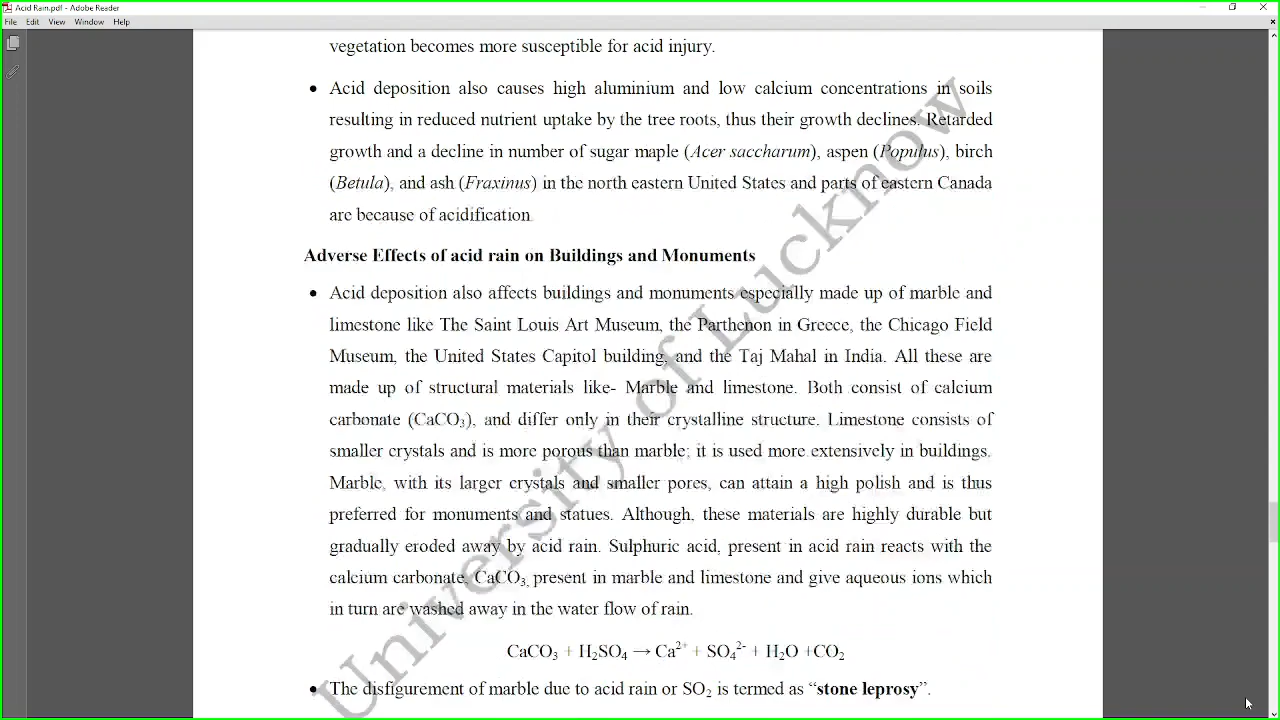 Acid Rain.pdf - Adobe Reader
File Edit View Window Help
vegetation becomes more susceptible for acid injury.
• Acid deposition also causes high aluminium and low calcium concentrations in soils
resulting in reduced nutrient uptake by the tree roots, thus their growth declines. Retarded
growth and a decline in number of sugar maple (Acer saccharum), aspen (Populus), birch
(Betula), and ash (Fraxinus) in the north eastern United States and parts of eastern Canada
are because of acidification.
Adverse Effects of acid rain on Buildings and Monuments
• Acid deposition also affects buildings and monuments especially made up of marble and
limestone like The Saint Louis Art Museum, the Parthenon in Greece, the Chicago Field
Museum, the United States Capitol building, and the Taj Mahal in India. All these are
made up of structural materials like- Marble and limestone. Both consist of calcium
carbonate (CaCO₃), and differ only in their crystalline structure. Limestone consists of
smaller crystals and is more porous than marble; it is used more extensively in buildings.
Marble, with its larger crystals and smaller pores, can attain a high polish and is thus
preferred for monuments and statues. Although, these materials are highly durable but
gradually eroded away by acid rain. Sulphuric acid, present in acid rain reacts with the
calcium carbonate, CaCO₃, present in marble and limestone and give aqueous ions which
in turn are washed away in the water flow of rain.
CaCO₃ + H₂SO₄ → Ca²⁺ + SO₄²⁻ + H₂O +CO₂
• The disfigurement of marble due to acid rain or SO₂ is termed as “stone leprosy”.
University of Lucknow